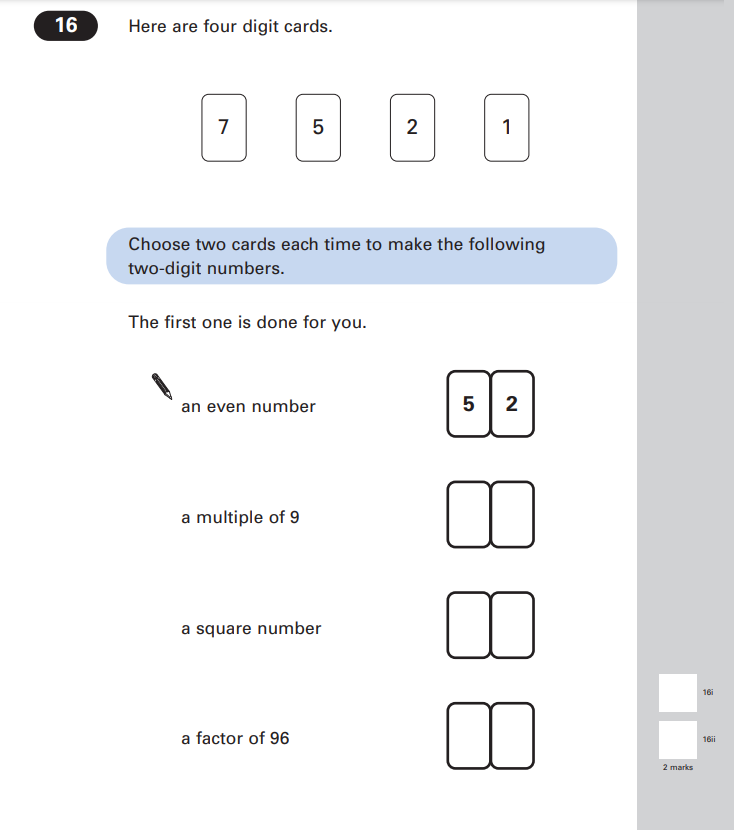 16 Here are four digit cards.
7 5 2 1
Choose two cards each time to make the following
two-digit numbers.
The first one is done for you.
an even number 5 2
a multiple of 9
a square number
a factor of 96
16i
16ii
2 marks